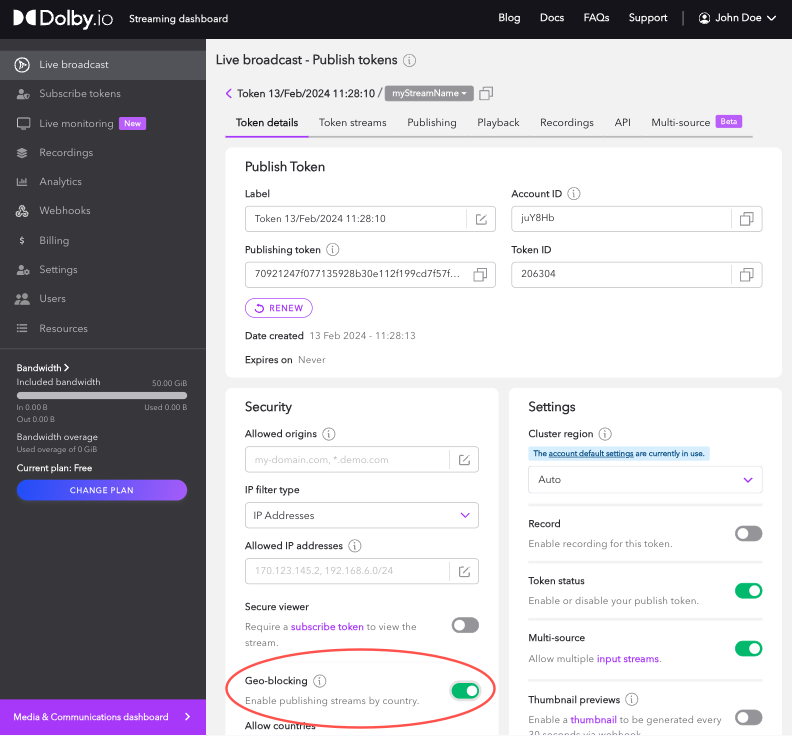 Dolby.io Streaming dashboard
Blog Docs FAQs Support John Doe
Live broadcast
Subscribe tokens
Live monitoring New
Recordings
Analytics
Webhooks
Billing
Settings
Users
Resources
Bandwidth
Included bandwidth 50.00 GiB
In 0.00 B Used 0.00 B
Out 0.00 B
Bandwidth overage
Used overage of 0 GiB
Current plan: Free
CHANGE PLAN
Media & Communications dashboard
Live broadcast - Publish tokens
Token 13/Feb/2024 11:28:10 / myStreamName
Token details Token streams Publishing Playback Recordings API Multi-source Beta
Publish Token
Label
Token 13/Feb/2024 11:28:10
Account ID
juY8Hb
Publishing token
70921247f077135928b30e112f199cd7f57f...
Token ID
206304
RENEW
Date created 13 Feb 2024 - 11:28:13
Expires on Never
Security
Allowed origins
my-domain.com, *.demo.com
IP filter type
IP Addresses
Allowed IP addresses
170.123.145.2, 192.168.6.0/24
Secure viewer
Require a subscribe token to view the
stream.
Geo-blocking
Enable publishing streams by country.
Allow countries
Settings
Cluster region
The account default settings are currently in use.
Auto
Record
Enable recording for this token.
Token status
Enable or disable your publish token.
Multi-source
Allow multiple input streams.
Thumbnail previews
Enable a thumbnail to be generated every
30 seconds via webhook.